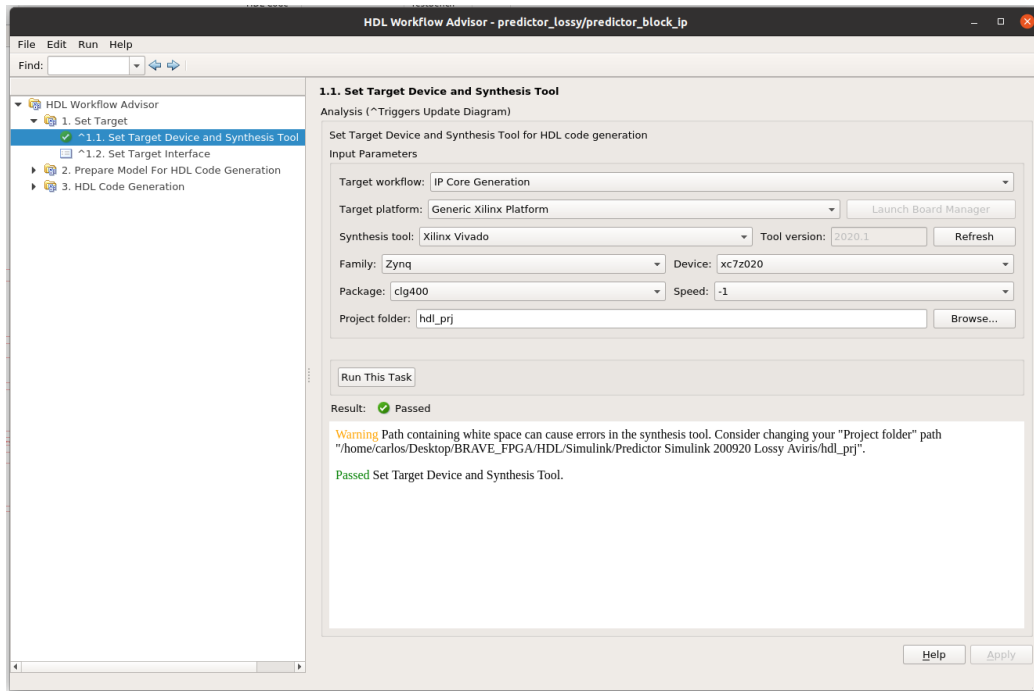 HDL Workflow Advisor - predictor_lossy/predictor_block_ip
File Edit Run Help
Find:
HDL Workflow Advisor
1. Set Target
^1.1. Set Target Device and Synthesis Tool
^1.2. Set Target Interface
2. Prepare Model For HDL Code Generation
3. HDL Code Generation
1.1. Set Target Device and Synthesis Tool
Analysis (^Triggers Update Diagram)
Set Target Device and Synthesis Tool for HDL code generation
Input Parameters
Target workflow: IP Core Generation
Target platform: Generic Xilinx Platform Launch Board Manager
Synthesis tool: Xilinx Vivado Tool version: 2020.1 Refresh
Family: Zynq Device: xc7z020
Package: clg400 Speed: -1
Project folder: hdl_prj Browse...
Run This Task
Result: Passed
Warning Path containing white space can cause errors in the synthesis tool. Consider changing your "Project folder" path
"/home/carlos/Desktop/BRAVE_FPGA/HDL/Simulink/Predictor Simulink 200920 Lossy Aviris/hdl_prj".
Passed Set Target Device and Synthesis Tool.
Help Apply